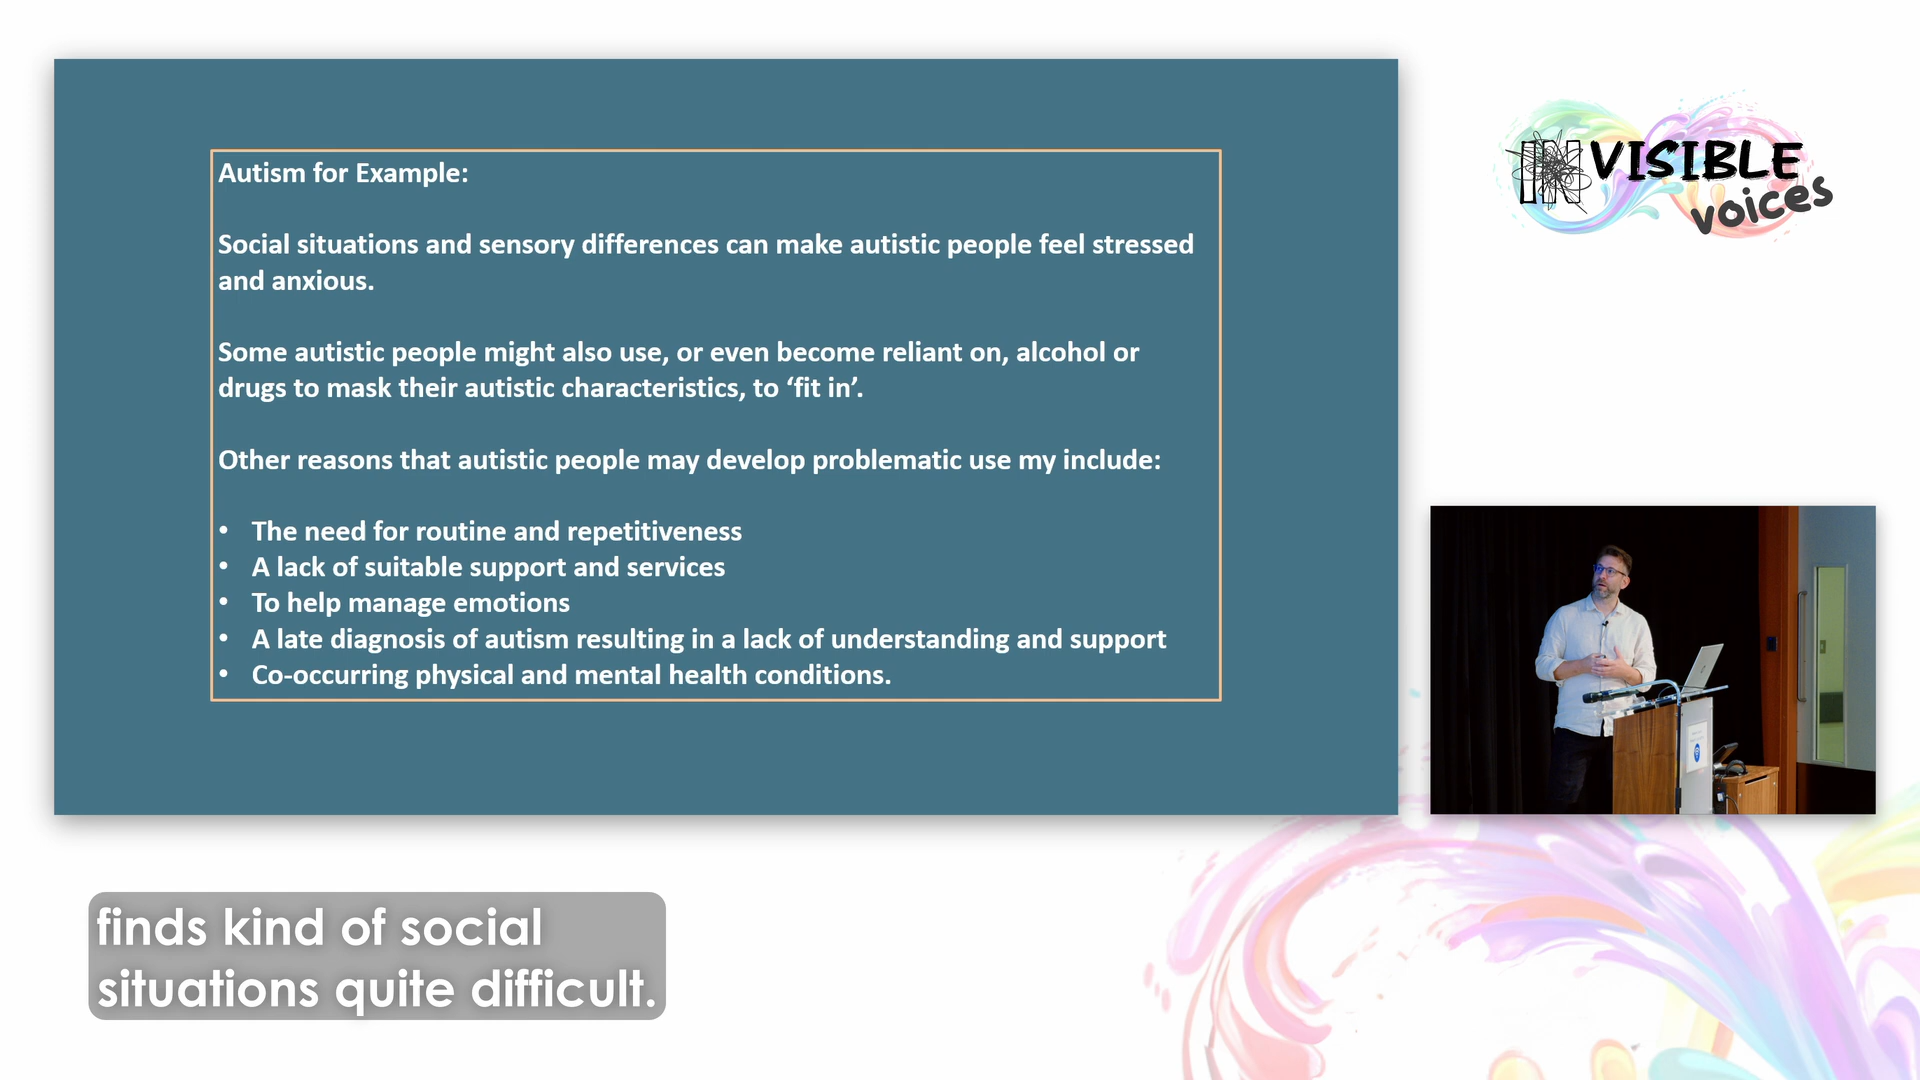 Autism for Example:
Social situations and sensory differences can make autistic people feel stressed
and anxious.
Some autistic people might also use, or even become reliant on, alcohol or
drugs to mask their autistic characteristics, to ‘fit in’.
Other reasons that autistic people may develop problematic use my include:
• The need for routine and repetitiveness
• A lack of suitable support and services
• To help manage emotions
• A late diagnosis of autism resulting in a lack of understanding and support
• Co-occurring physical and mental health conditions.
INVISIBLE
voices
finds kind of social
situations quite difficult.